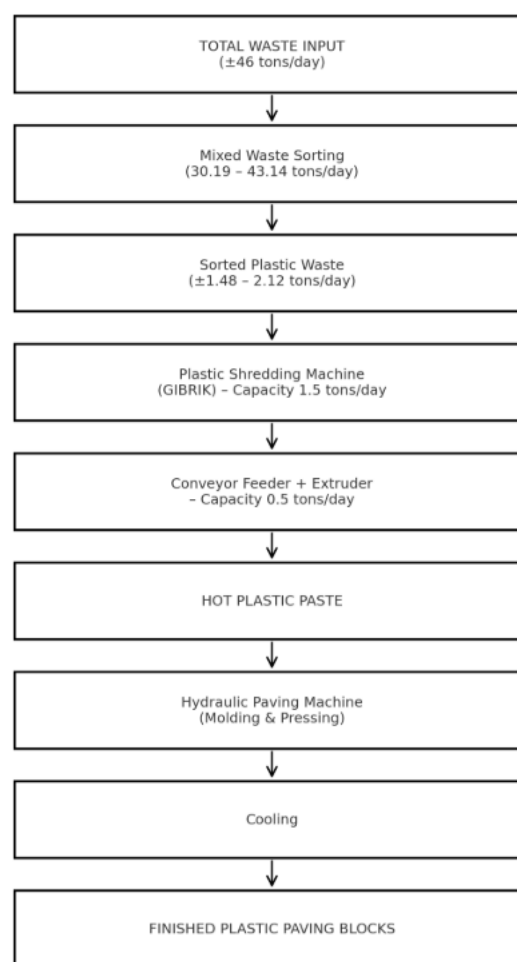 TOTAL WASTE INPUT
(±46 tons/day)
Mixed Waste Sorting
(30.19 – 43.14 tons/day)
Sorted Plastic Waste
(±1.48 – 2.12 tons/day)
Plastic Shredding Machine
(GIBRIK) – Capacity 1.5 tons/day
Conveyor Feeder + Extruder
– Capacity 0.5 tons/day
HOT PLASTIC PASTE
Hydraulic Paving Machine
(Molding & Pressing)
Cooling
FINISHED PLASTIC PAVING BLOCKS